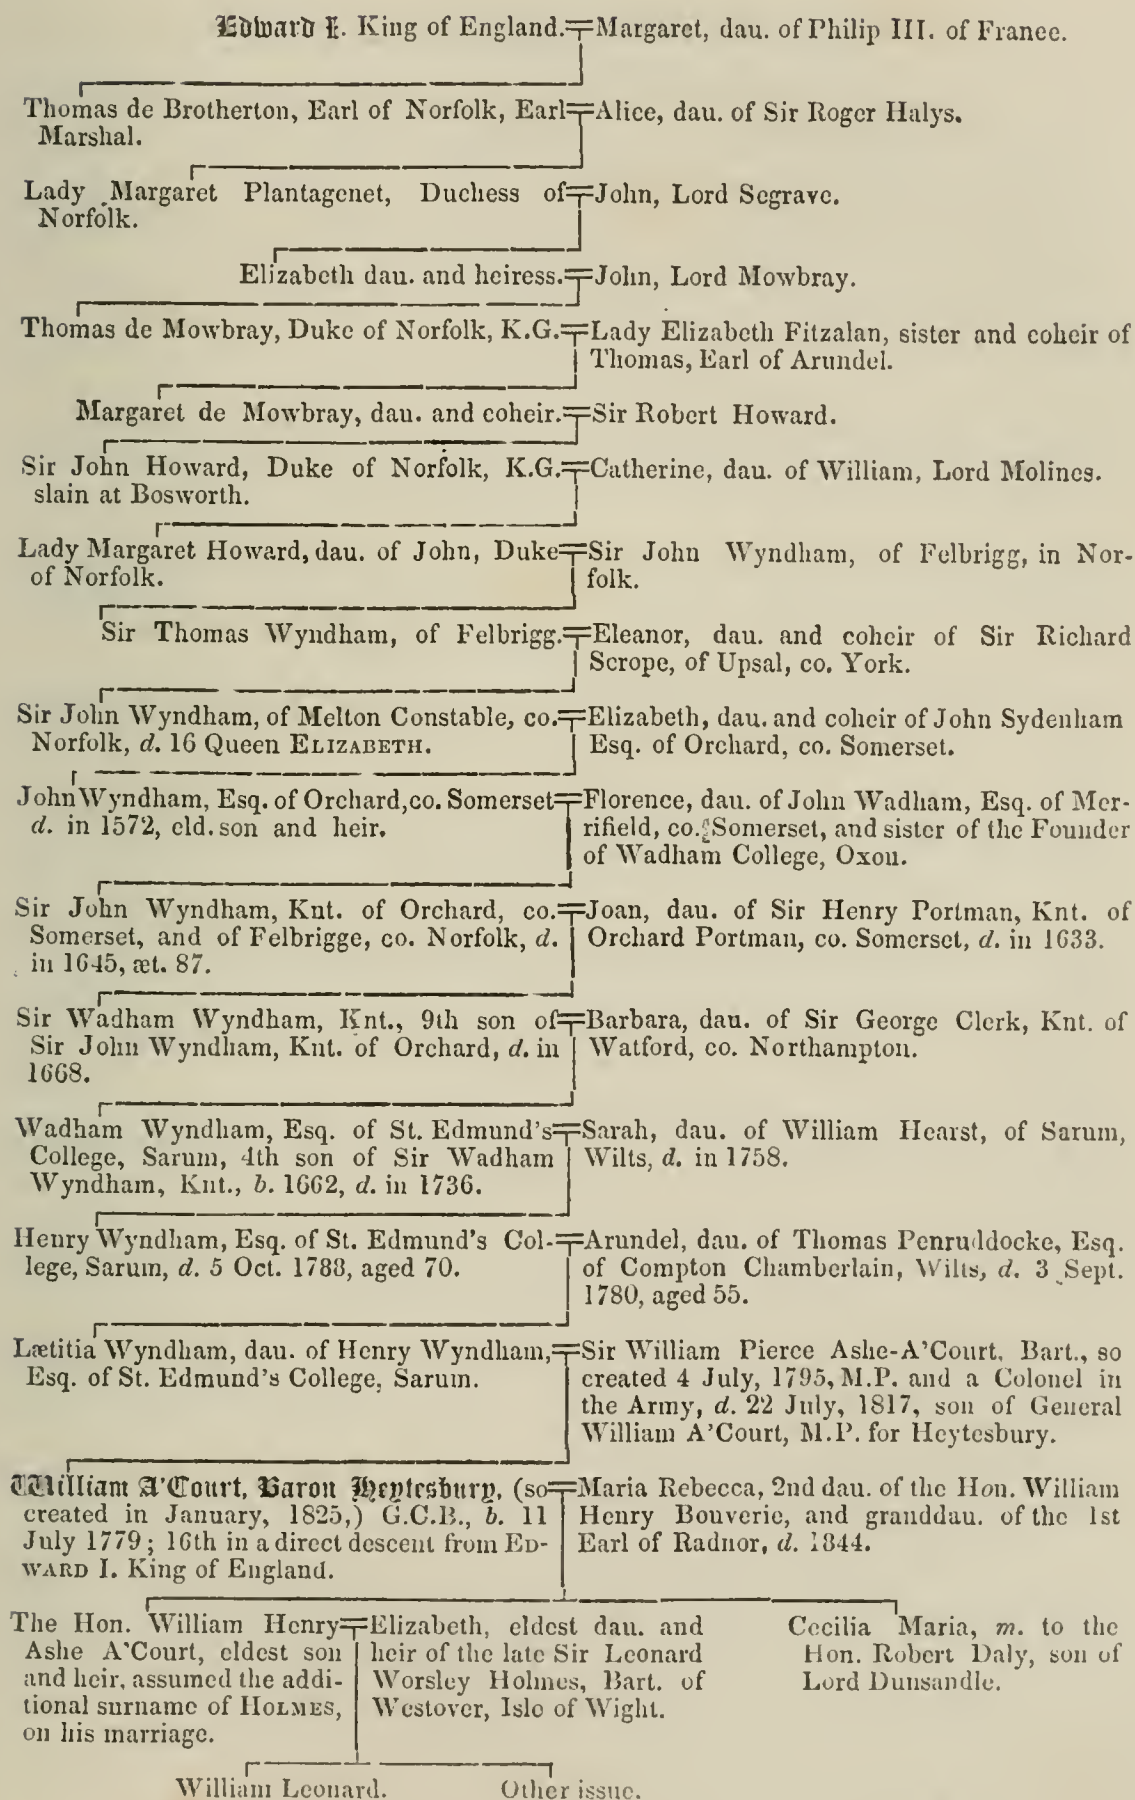 Edward I. King of England.=Margaret, dau. of Philip III. of France.
Thomas de Brotherton, Earl of Norfolk, Earl=Alice, dau. of Sir Roger Halys.
Marshal.
Lady Margaret Plantagenet, Duchess of=John, Lord Segrave.
Norfolk.
Elizabeth dau. and heiress.=John, Lord Mowbray.
Thomas de Mowbray, Duke of Norfolk, K.G.=Lady Elizabeth Fitzalan, sister and coheir of
Thomas, Earl of Arundel.
Margaret de Mowbray, dau. and coheir.=Sir Robert Howard.
Sir John Howard, Duke of Norfolk, K.G.=Catherine, dau. of William, Lord Molines.
slain at Bosworth.
Lady Margaret Howard, dau. of John, Duke=Sir John Wyndham, of Felbrigg, in Nor-
of Norfolk.
folk.
Sir Thomas Wyndham, of Felbrigg.=Eleanor, dau. and coheir of Sir Richard
Scrope, of Upsal, co. York.
Sir John Wyndham, of Melton Constable, co.=Elizabeth, dau. and coheir of John Sydenham
Norfolk, d. 16 Queen ELIZABETH.
Esq. of Orchard, co. Somerset.
John Wyndham, Esq. of Orchard, co. Somerset=Florence, dau. of John Wadham, Esq. of Mer-
d. in 1572, eld. son and heir.
rifield, co. Somerset, and sister of the Founder
of Wadham College, Oxon.
Sir John Wyndham, Knt. of Orchard, co.=Joan, dau. of Sir Henry Portman, Knt. of
Somerset, and of Felbrigge, co. Norfolk, d.
Orchard Portman, co. Somerset, d. in 1633.
in 1645, æt. 87.
Sir Wadham Wyndham, Knt., 9th son of=Barbara, dau. of Sir George Clerk, Knt. of
Sir John Wyndham, Knt. of Orchard, d. in
Watford, co. Northampton.
1668.
Wadham Wyndham, Esq. of St. Edmund's=Sarah, dau. of William Hearst, of Sarum,
College, Sarum, 4th son of Sir Wadham
Wilts, d. in 1758.
Wyndham, Knt., b. 1662, d. in 1736.
Henry Wyndham, Esq. of St. Edmund's Col-=Arundel, dau. of Thomas Penruddocke, Esq.
lege, Sarum, d. 5 Oct. 1788, aged 70.
of Compton Chamberlain, Wilts, d. 3 Sept.
1780, aged 55.
Lætitia Wyndham, dau. of Henry Wyndham,=Sir William Pierce Ashe-A'Court, Bart., so
Esq. of St. Edmund's College, Sarum.
created 4 July, 1795, M.P. and a Colonel in
the Army, d. 22 July, 1817, son of General
William A'Court, M.P. for Heytesbury.
William A'Court, Baron Heytesbury, (so=Maria Rebecca, 2nd dau. of the Hon. William
created in January, 1825,) G.C.B., b. 11
Henry Bouverie, and granddau. of the 1st
July 1779; 16th in a direct descent from ED-
Earl of Radnor, d. 1844.
WARD I. King of England.
The Hon. William Henry=Elizabeth, eldest dau. and
Ashe A'Court, eldest son
heir of the late Sir Leonard
and heir, assumed the addi-
Worsley Holmes, Bart. of
tional surname of HOLMES,
Westover, Isle of Wight.
on his marriage.
Cecilia Maria, m. to the
Hon. Robert Daly, son of
Lord Dunsandle.
William Leonard.
Other issue.